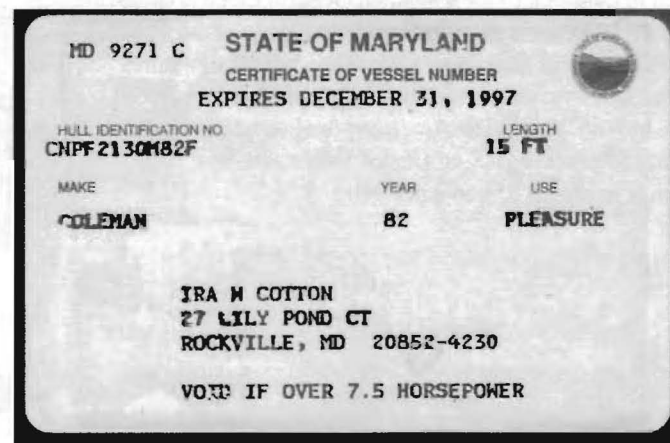 MD 9271 C STATE OF MARYLAND
CERTIFICATE OF VESSEL NUMBER
EXPIRES DECEMBER 31, 1997
HULL IDENTIFICATION NO. LENGTH
CNPF2130M82F 15 FT
MAKE YEAR USE
COLEMAN 82 PLEASURE
IRA W COTTON
27 LILY POND CT
ROCKVILLE, MD 20852-4230
VOID IF OVER 7.5 HORSEPOWER